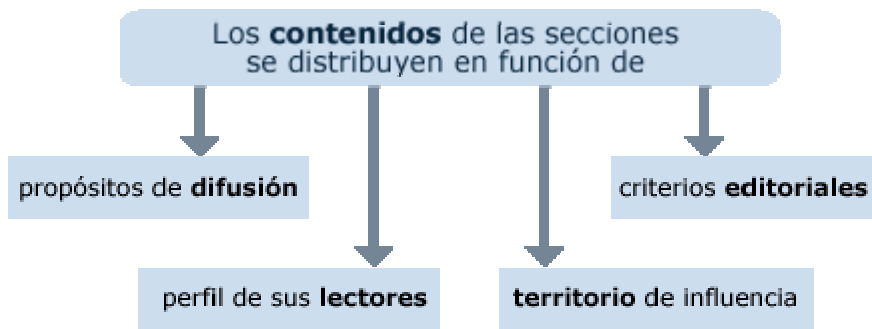 Los contenidos de las secciones
se distribuyen en función de
propósitos de difusión
criterios editoriales
perfil de sus lectores
territorio de influencia